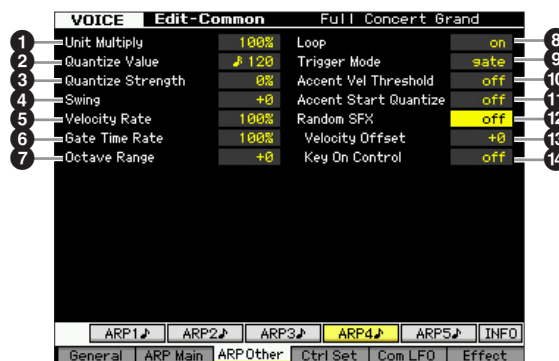 VOICE Edit-Common Full Concert Grand
1 Unit Multiply 100% Loop on 8
2 Quantize Value ♪ 120 Trigger Mode gate 9
3 Quantize Strength 0% Accent Vel Threshold off 10
4 Swing +0 Accent Start Quantize off 11
5 Velocity Rate 100% Random SFX off 12
6 Gate Time Rate 100% Velocity Offset +0 13
7 Octave Range +0 Key On Control off 14
ARP1♪ ARP2♪ ARP3♪ ARP4♪ ARP5♪ INFO
General ARP Main ARP Other Ctrl Set Com LFO Effect